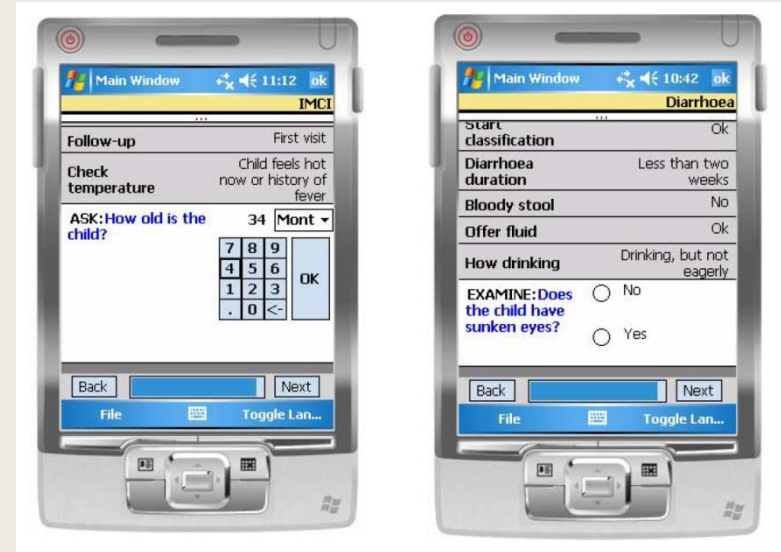 Main Window 11:12 ok
IMCI
...
Follow-up First visit
Check temperature Child feels hot now or history of fever
ASK:How old is the child? 34 Mont
7 8 9
4 5 6 OK
1 2 3
. 0 <-
Back Next
File Toggle Lan...
Main Window 10:42 ok
Diarrhoea
...
Start classification Ok
Diarrhoea duration Less than two weeks
Bloody stool No
Offer fluid Ok
How drinking Drinking, but not eagerly
EXAMINE:Does the child have sunken eyes? No
Yes
Back Next
File Toggle Lan...